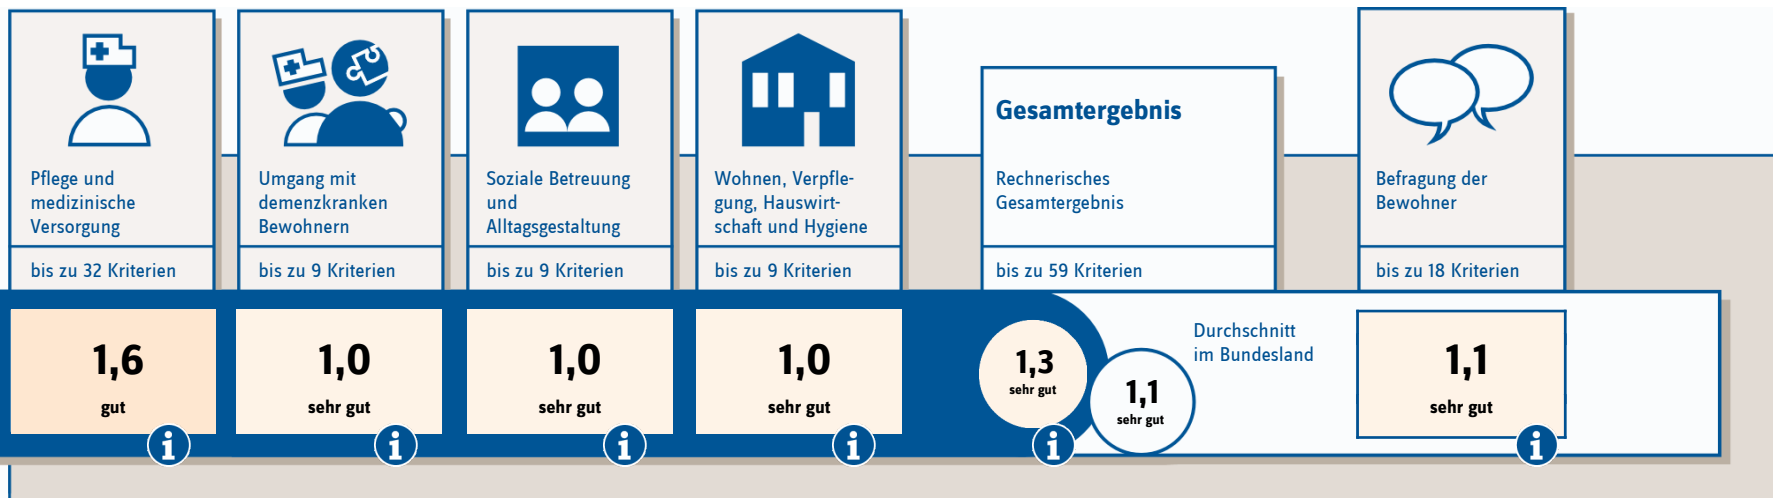 Pflege und
medizinische
Versorgung
bis zu 32 Kriterien
1,6
gut
Umgang mit
demenzkranken
Bewohnern
bis zu 9 Kriterien
1,0
sehr gut
Soziale Betreuung
und
Alltagsgestaltung
bis zu 9 Kriterien
1,0
sehr gut
Wohnen, Verpfle-
gung, Hauswirt-
schaft und Hygiene
bis zu 9 Kriterien
1,0
sehr gut
Gesamtergebnis
Rechnerisches
Gesamtergebnis
bis zu 59 Kriterien
1,3
sehr gut
1,1
sehr gut
Durchschnitt
im Bundesland
Befragung der
Bewohner
bis zu 18 Kriterien
1,1
sehr gut